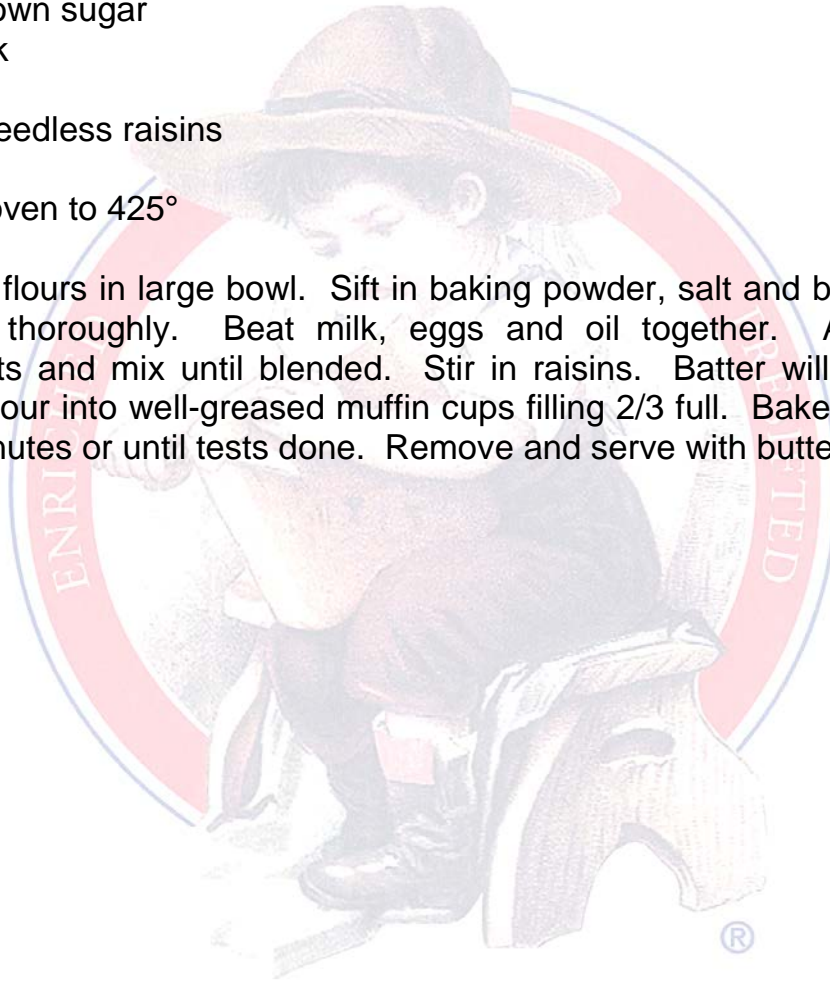 own sugar
k
eedless raisins
oven to 425°
flours in large bowl. Sift in baking powder, salt and b
thoroughly. Beat milk, eggs and oil together. A
ts and mix until blended. Stir in raisins. Batter will
our into well-greased muffin cups filling 2/3 full. Bake
nutes or until tests done. Remove and serve with butte
ENRICHED
®